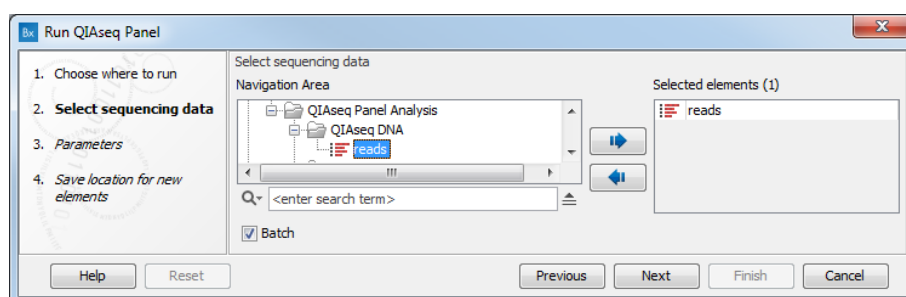 Bx Run QIAseq Panel
1. Choose where to run
2. Select sequencing data
3. Parameters
4. Save location for new
elements
Select sequencing data
Navigation Area
QIAseq Panel Analysis
QIAseq DNA
reads
<enter search term>
Batch
Selected elements (1)
reads
Help Reset Previous Next Finish Cancel